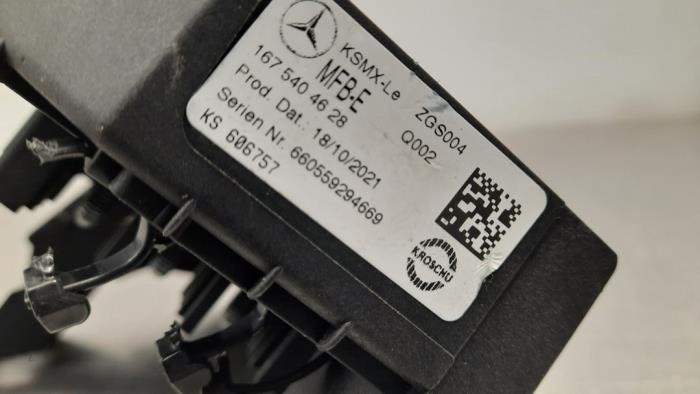 KSMX-Le ZGS004
MFB-E Q002
167 540 46 28
Prod. Dat.: 18/10/2021
Serien Nr. 660559294669
KS 606757
KROSCHU